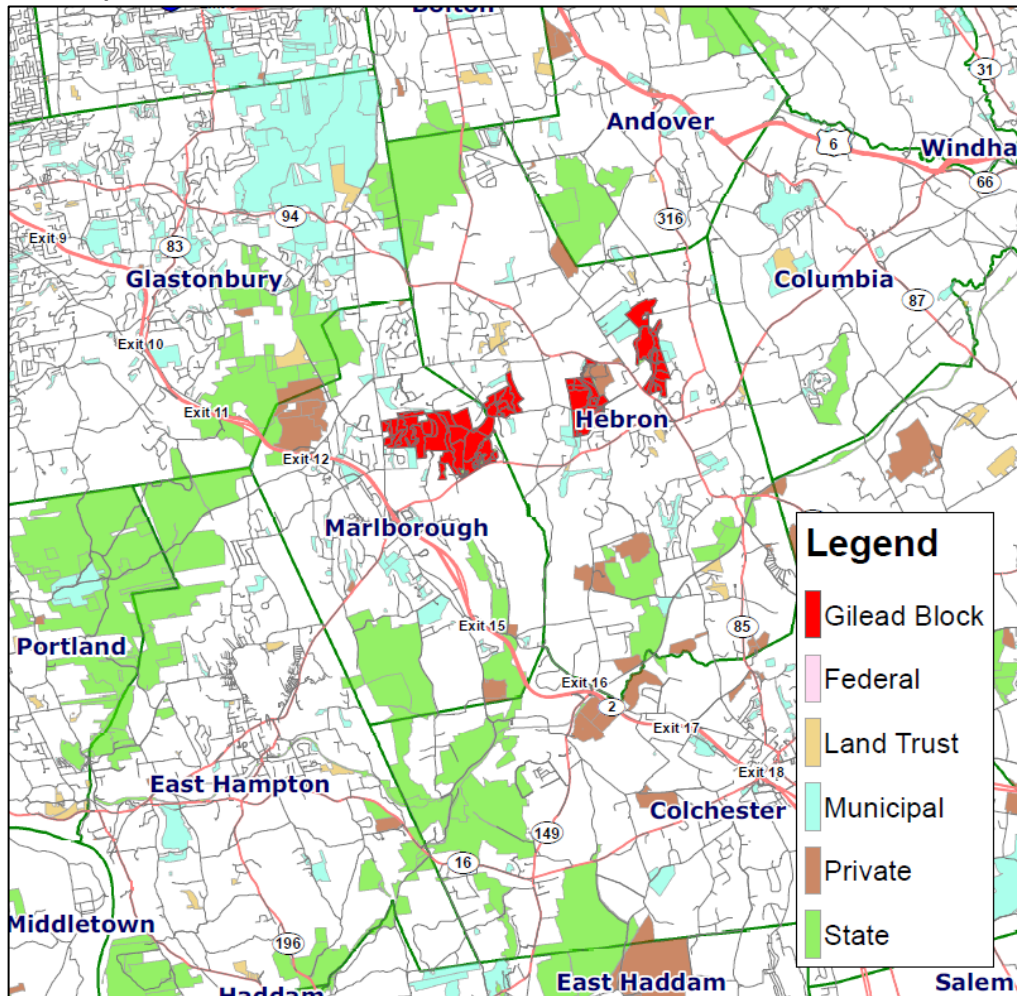 Bolton
31
Andover
6
Windha
66
94
316
Exit 9
83
Glastonbury
Columbia
87
Exit 10
Exit 11
Hebron
Exit 12
Marlborough
Legend
Gilead Block
Federal
Land Trust
Municipal
Private
State
Exit 15
85
Portland
Exit 16
2
Exit 17
Exit 18
East Hampton
Colchester
149
16
Middletown
196
East Haddam
Salem
Haddam